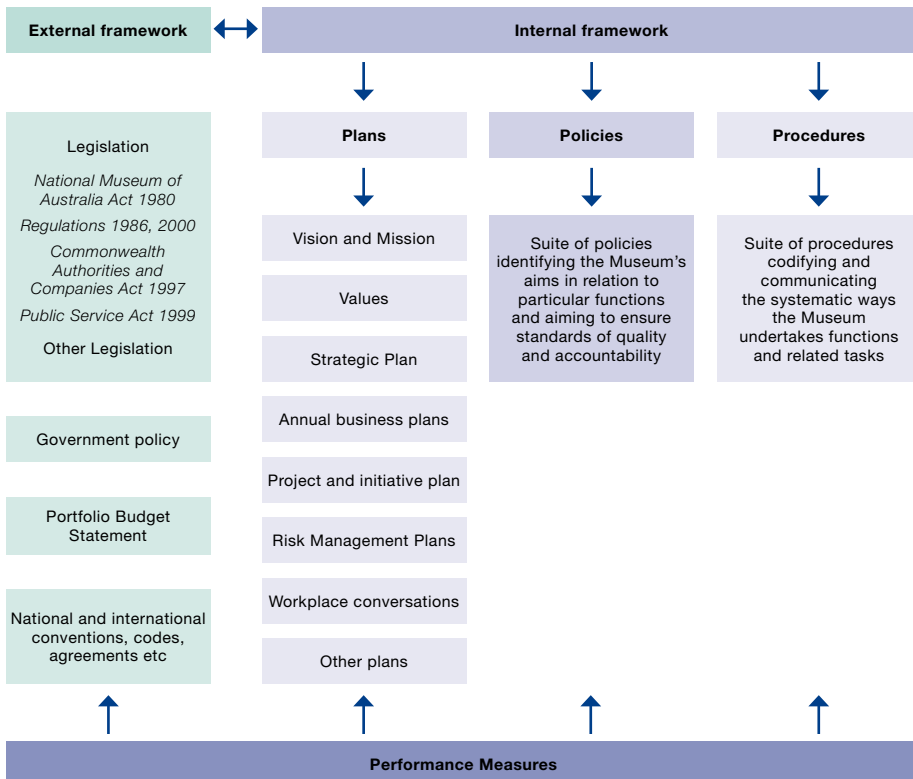 External framework
Internal framework
Legislation
National Museum of
Australia Act 1980
Regulations 1986, 2000
Commonwealth
Authorities and
Companies Act 1997
Public Service Act 1999
Other Legislation
Government policy
Portfolio Budget
Statement
National and international
conventions, codes,
agreements etc
Plans
Vision and Mission
Values
Strategic Plan
Annual business plans
Project and initiative plan
Risk Management Plans
Workplace conversations
Other plans
Policies
Suite of policies
identifying the Museum’s
aims in relation to
particular functions
and aiming to ensure
standards of quality
and accountability
Procedures
Suite of procedures
codifying and
communicating
the systematic ways
the Museum
undertakes functions
and related tasks
Performance Measures